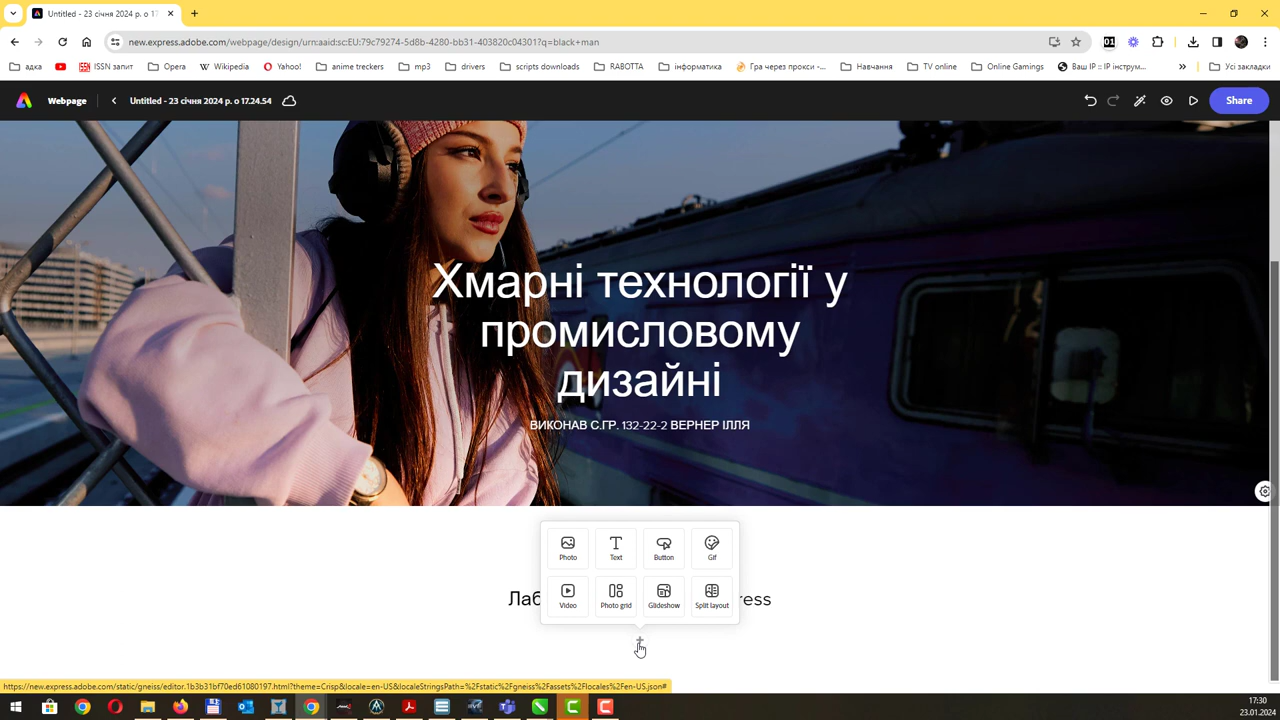 Untitled - 23 січня 2024 р. о 17
new.express.adobe.com/webpage/design/urn:aaid:sc:EU:79c79274-5d8b-4280-bb31-403820c04301?q=black+man
01
адка
ISSN запит
Opera
Wikipedia
Yahoo!
anime treckers
mp3
drivers
scripts downloads
RABOTTA
інформатика
Гра через прокси -...
Навчання
TV online
Online Gamings
Ваш IP :: IP інструм...
Усі закладки
Webpage
Untitled - 23 січня 2024 р. о 17.24.54
Share
Хмарні технології у
промисловому
дизайні
ВИКОНАВ С.ГР. 132-22-2 ВЕРНЕР ІЛЛЯ
Photo
Text
Button
Gif
Video
Photo grid
Glideshow
Split layout
Лаб
ress
https://new.express.adobe.com/static/gneiss/editor.1b3b31bf70ed61080197.html?theme=Crisp&locale=en-US&localeStringsPath=%2Fstatic%2Fgneiss%2Fassets%2Flocales%2Fen-US.json#
17:30
23.01.2024